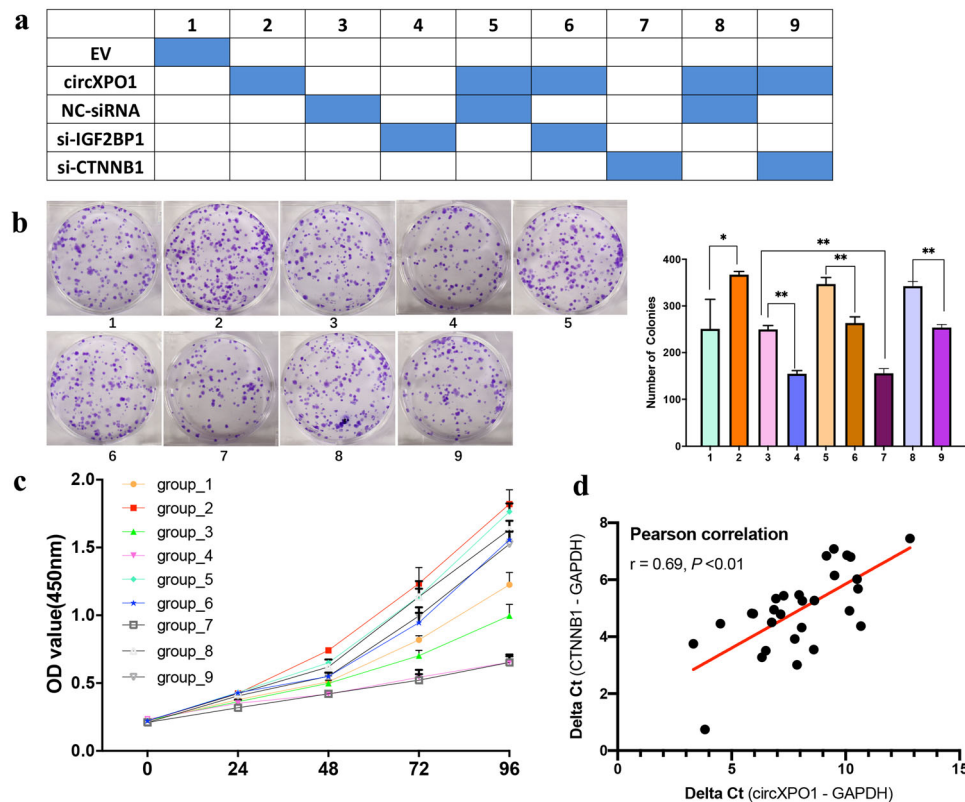 a
1 2 3 4 5 6 7 8 9
EV
circXPO1
NC-siRNA
si-IGF2BP1
si-CTNNB1
b
1 2 3 4 5
6 7 8 9
Number of Colonies
400
300
200
100
0
* ** ** ** **
1 2 3 4 5 6 7 8 9
c
OD value(450nm)
2.0
1.5
1.0
0.5
0.0
group_1
group_2
group_3
group_4
group_5
group_6
group_7
group_8
group_9
0 24 48 72 96
d
Pearson correlation
r = 0.69, P <0.01
Delta Ct (CTNNB1 - GAPDH)
8
6
4
2
0
0 5 10 15
Delta Ct (circXPO1 - GAPDH)